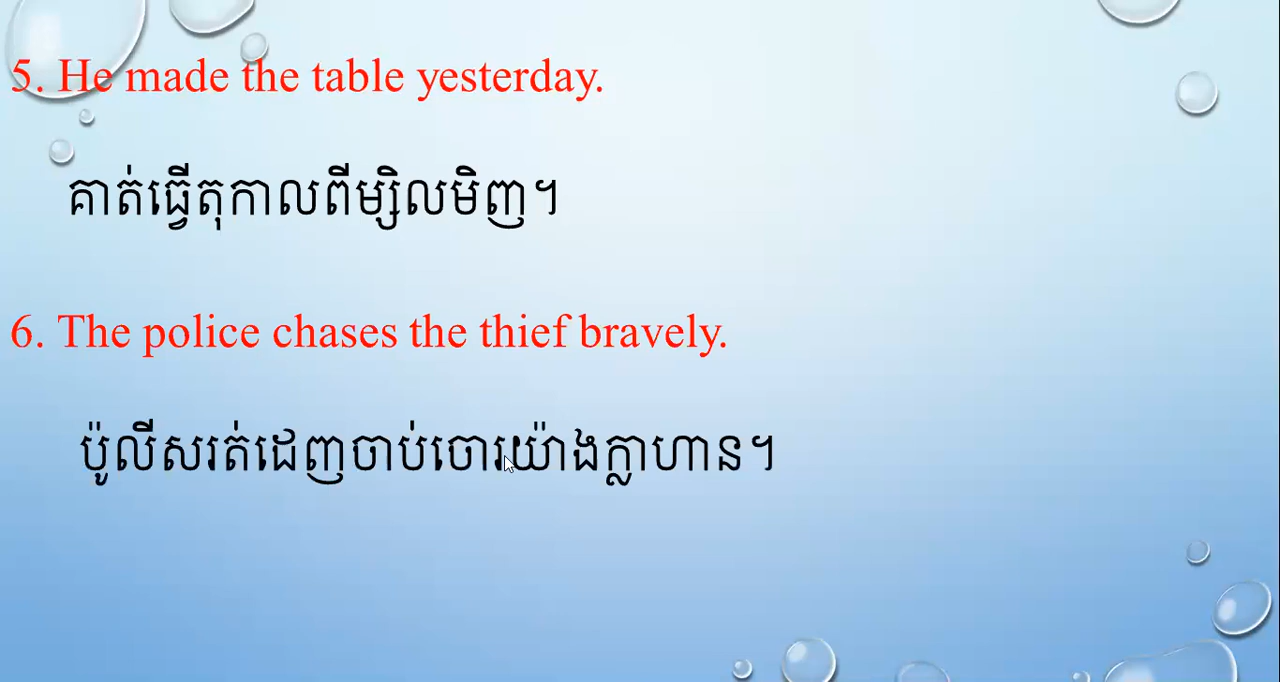 5. He made the table yesterday.
គាត់ធ្វើតុកាលពីម្សិលមិញ។
6. The police chases the thief bravely.
ប៉ូលីសរត់ដេញចាប់ចោរយ៉ាងក្លាហាន។